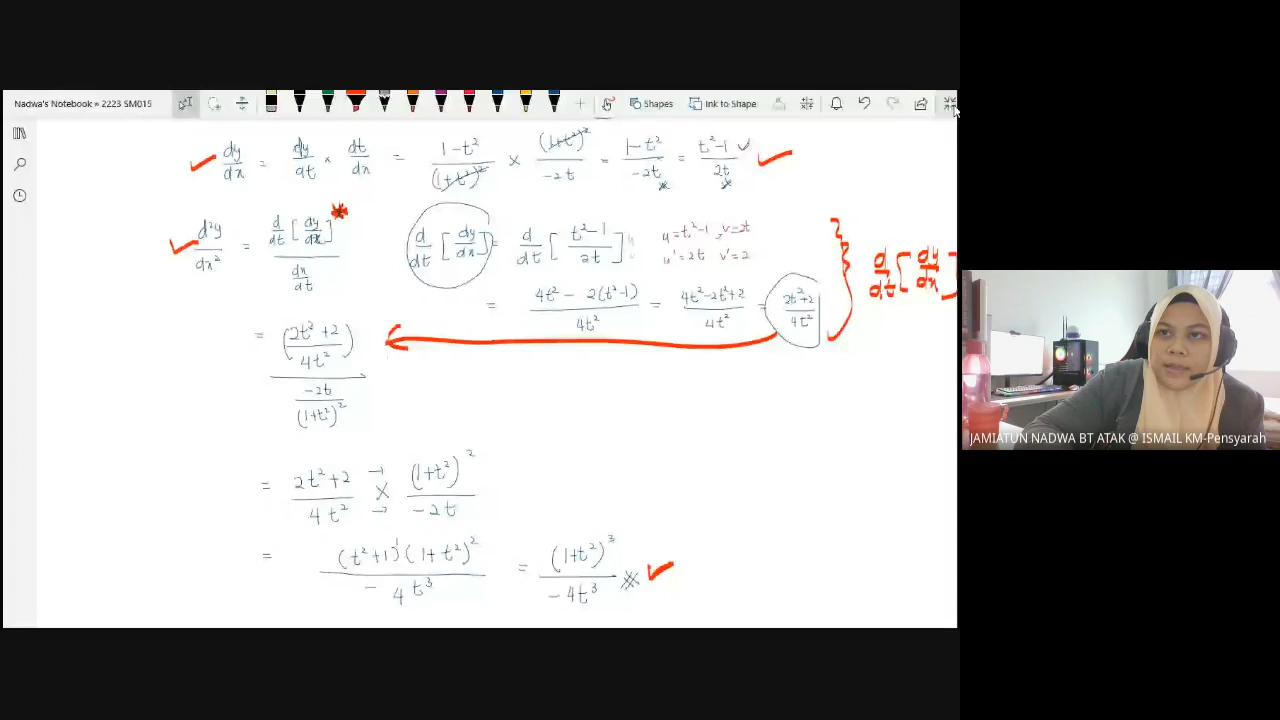 Nadwa's Notebook » 2223 SM015
Shapes
Ink to Shape
dy/dx = dy/dt × dt/dx = (1-t²)/(1+t²)² × (1+t²)²/(-2t) = (1-t²)/(-2t) = (t²-1)/(2t)
d²y/dx² = d/dt [dy/dx] / (dx/dt)
d/dt [dy/dx] = d/dt [(t²-1)/(2t)]
u = t²-1, v = 2t
u' = 2t v' = 2
= (4t² - 2(t²-1))/(4t²) = (4t²-2t²+2)/(4t²) = (2t²+2)/(4t²)
d/dt [dy/dx]
= ((2t²+2)/(4t²)) / (-2t/(1+t²)²)
= (2t²+2)/(4t²) × (1+t²)²/(-2t)
= (t²+1)¹(1+t²)²/(-4t³) = (1+t²)³/(-4t³)
JAMIATUN NADWA BT ATAK @ ISMAIL KM-Pensyarah